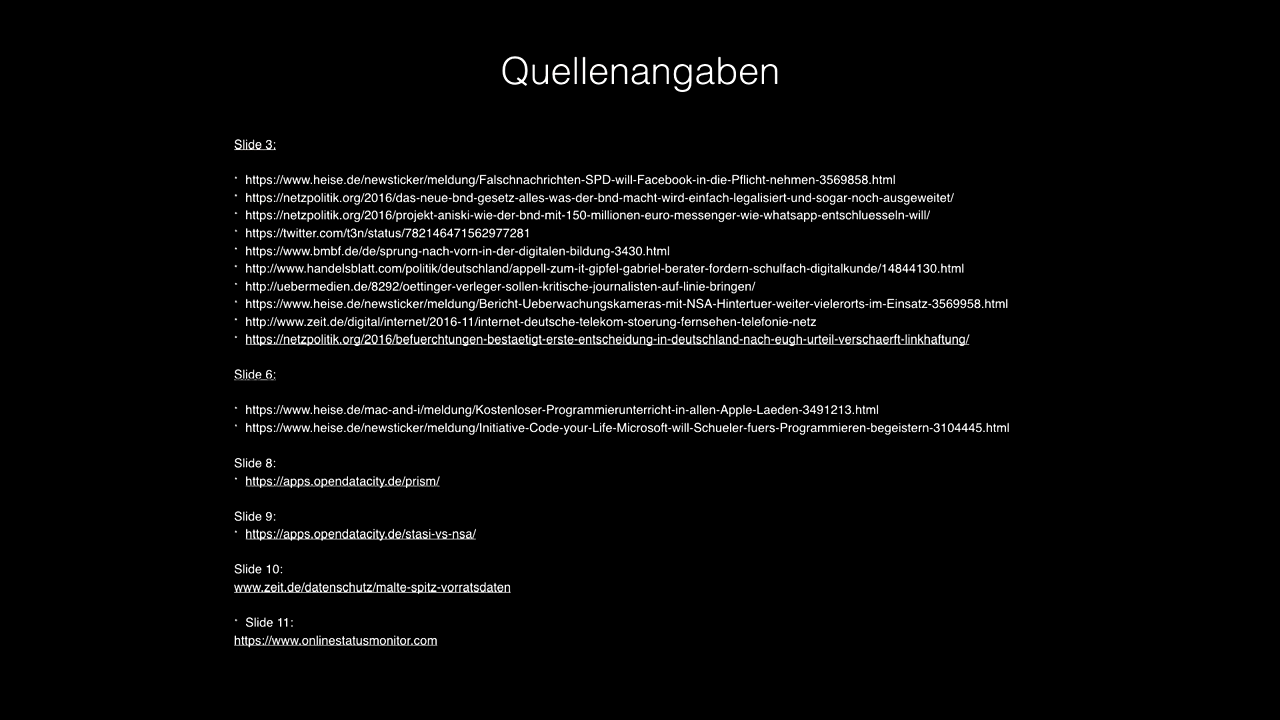 Quellenangaben
Slide 3:
· https://www.heise.de/newsticker/meldung/Falschnachrichten-SPD-will-Facebook-in-die-Pflicht-nehmen-3569858.html
· https://netzpolitik.org/2016/das-neue-bnd-gesetz-alles-was-der-bnd-macht-wird-einfach-legalisiert-und-sogar-noch-ausgeweitet/
· https://netzpolitik.org/2016/projekt-aniski-wie-der-bnd-mit-150-millionen-euro-messenger-wie-whatsapp-entschluesseln-will/
· https://twitter.com/t3n/status/782146471562977281
· https://www.bmbf.de/de/sprung-nach-vorn-in-der-digitalen-bildung-3430.html
· http://www.handelsblatt.com/politik/deutschland/appell-zum-it-gipfel-gabriel-berater-fordern-schulfach-digitalkunde/14844130.html
· http://uebermedien.de/8292/oettinger-verleger-sollen-kritische-journalisten-auf-linie-bringen/
· https://www.heise.de/newsticker/meldung/Bericht-Ueberwachungskameras-mit-NSA-Hintertuer-weiter-vielerorts-im-Einsatz-3569958.html
· http://www.zeit.de/digital/internet/2016-11/internet-deutsche-telekom-stoerung-fernsehen-telefonie-netz
· https://netzpolitik.org/2016/befuerchtungen-bestaetigt-erste-entscheidung-in-deutschland-nach-eugh-urteil-verschaerft-linkhaftung/
Slide 6:
· https://www.heise.de/mac-and-i/meldung/Kostenloser-Programmierunterricht-in-allen-Apple-Laeden-3491213.html
· https://www.heise.de/newsticker/meldung/Initiative-Code-your-Life-Microsoft-will-Schueler-fuers-Programmieren-begeistern-3104445.html
Slide 8:
· https://apps.opendatacity.de/prism/
Slide 9:
· https://apps.opendatacity.de/stasi-vs-nsa/
Slide 10:
www.zeit.de/datenschutz/malte-spitz-vorratsdaten
· Slide 11:
https://www.onlinestatusmonitor.com